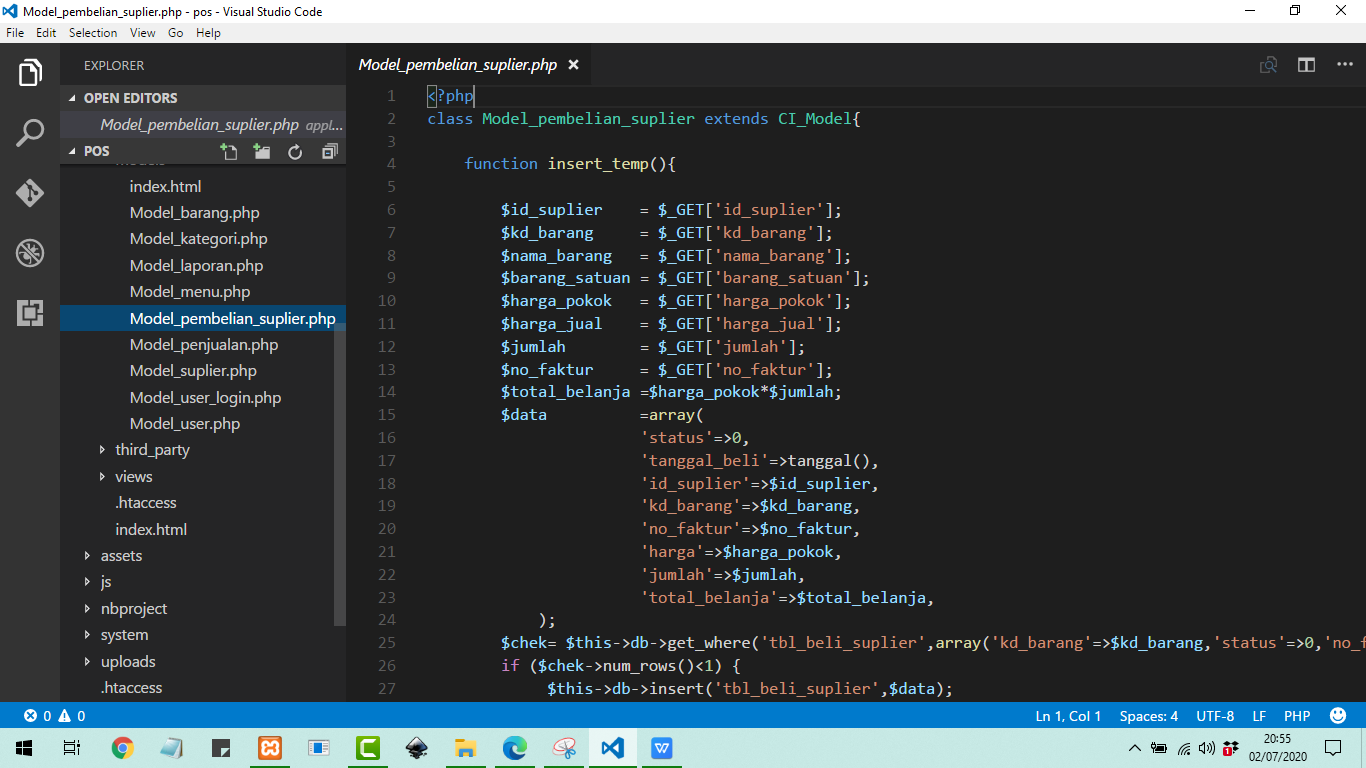 Model_pembelian_suplier.php - pos - Visual Studio Code
File Edit Selection View Go Help
EXPLORER
OPEN EDITORS
Model_pembelian_suplier.php appl...
POS
index.html
Model_barang.php
Model_kategori.php
Model_laporan.php
Model_menu.php
Model_pembelian_suplier.php
Model_penjualan.php
Model_suplier.php
Model_user_login.php
Model_user.php
third_party
views
.htaccess
index.html
assets
js
nbproject
system
uploads
.htaccess
Model_pembelian_suplier.php
1 <?php
2 class Model_pembelian_suplier extends CI_Model{
3
4 function insert_temp(){
5
6 $id_suplier = $_GET['id_suplier'];
7 $kd_barang = $_GET['kd_barang'];
8 $nama_barang = $_GET['nama_barang'];
9 $barang_satuan = $_GET['barang_satuan'];
10 $harga_pokok = $_GET['harga_pokok'];
11 $harga_jual = $_GET['harga_jual'];
12 $jumlah = $_GET['jumlah'];
13 $no_faktur = $_GET['no_faktur'];
14 $total_belanja =$harga_pokok*$jumlah;
15 $data =array(
16 'status'=>0,
17 'tanggal_beli'=>tanggal(),
18 'id_suplier'=>$id_suplier,
19 'kd_barang'=>$kd_barang,
20 'no_faktur'=>$no_faktur,
21 'harga'=>$harga_pokok,
22 'jumlah'=>$jumlah,
23 'total_belanja'=>$total_belanja,
24 );
25 $chek= $this->db->get_where('tbl_beli_suplier',array('kd_barang'=>$kd_barang,'status'=>0,'no_f
26 if ($chek->num_rows()<1) {
27 $this->db->insert('tbl_beli_suplier',$data);
0 0
Ln 1, Col 1 Spaces: 4 UTF-8 LF PHP
20:55
02/07/2020